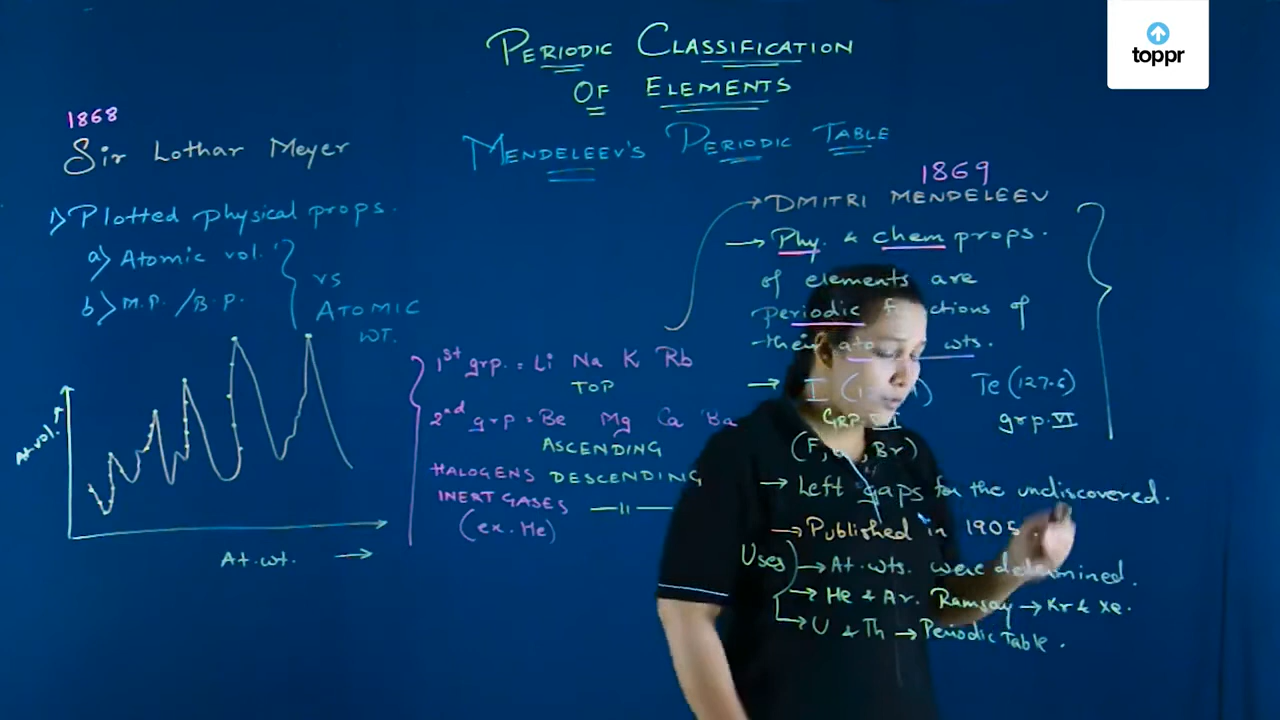 toppr
PERIODIC CLASSIFICATION
OF ELEMENTS
MENDELEEV'S PERIODIC TABLE
1868
Sir Lothar Meyer
1) Plotted physical props.
a) Atomic vol.
b) M.P. / B.P.
vs
ATOMIC
WT.
At. vol.
At. wt.
1st grp. = Li Na K Rb
TOP
2nd grp = Be Mg Ca Ba
ASCENDING
HALOGENS DESCENDING
INERT GASES —11—
(ex. He)
1869
DMITRI MENDELEEV
Phy. & chem props.
of elements are
periodic of
their wts.
I Te (127.6)
GRP. grp. VI
(F, Br)
Left gaps for the undiscovered.
Published in 1905.
Uses
At. wts. were determined.
He & Ar. Ramsay → Kr & Xe.
U & Th → Periodic Table.